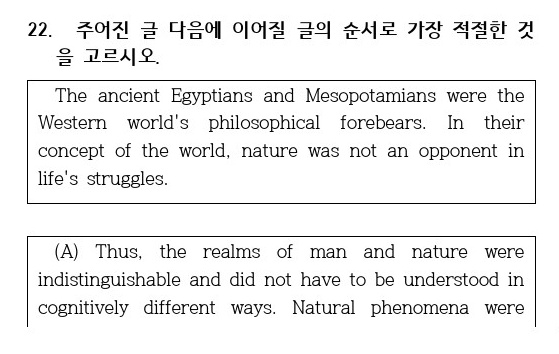 22. 주어진 글 다음에 이어질 글의 순서로 가장 적절한 것
을 고르시오.
The ancient Egyptians and Mesopotamians were the
Western world's philosophical forebears. In their
concept of the world, nature was not an opponent in
life's struggles.
(A) Thus, the realms of man and nature were
indistinguishable and did not have to be understood in
cognitively different ways. Natural phenomena were